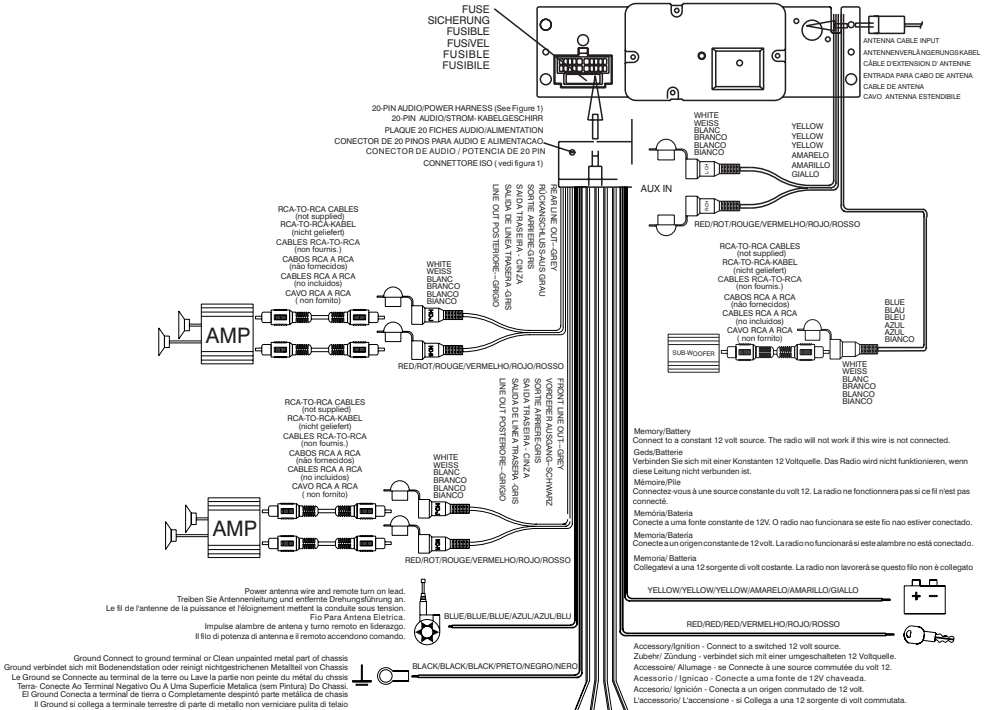 FUSE
SICHERUNG
FUSIBLE
FUSíVEL
FUSIBLE
FUSIBILE
ANTENNA CABLE INPUT
ANTENNENVERLÄNGERUNGSKABEL
CÂBLE D'EXTENSION D' ANTENNE
ENTRADA PARA CABO DE ANTENA
CABLE DE ANTENA
CAVO ANTENNA ESTENDIBILE
20-PIN AUDIO/POWER HARNESS (See Figure 1)
20-PIN AUDIO/STROM- KABELGESCHIRR
PLAQUE 20 FICHES AUDIO/ALIMENTATION
CONECTOR DE 20 PINOS PARA AUDIO E ALIMENTACAO
CONECTOR DE AUDIO / POTENCIA DE 20 PIN
CONNETTORE ISO ( vedi figura 1)
WHITE
WEISS
BLANC
BRANCO
BLANCO
BIANCO
YELLOW
YELLOW
YELLOW
AMARELO
AMARILLO
GIALLO
L-CH
AUX IN
R-CH
RED/ROT/ROUGE/VERMELHO/ROJO/ROSSO
REAR LINE OUT--GREY
RÜCKANSCHLUSS-AUS GRAU
SORTIE ARRIERE-GRIS
SAIDA TRASEIRA - CINZA
SALIDA DE LINEA TRASERA -GRIS
LINE OUT POSTERIORE--GRIGIO
RCA-TO-RCA CABLES
(not supplied)
RCA-TO-RCA-KABEL
(nicht geliefert)
CABLES RCA-TO-RCA
(non fournis.)
CABOS RCA A RCA
(não fornecidos)
CABLES RCA A RCA
(no incluidos)
CAVO RCA A RCA
( non fornito)
WHITE
WEISS
BLANC
BRANCO
BLANCO
BIANCO
AMP
RED/ROT/ROUGE/VERMELHO/ROJO/ROSSO
RCA-TO-RCA CABLES
(not supplied)
RCA-TO-RCA-KABEL
(nicht geliefert)
CABLES RCA-TO-RCA
(non fournis.)
CABOS RCA A RCA
(não fornecidos)
CABLES RCA A RCA
(no incluidos)
CAVO RCA A RCA
( non fornito)
BLUE
BLAU
BLEU
AZUL
AZUL
BIANCO
SUB-WOOFER
WHITE
WEISS
BLANC
BRANCO
BLANCO
BIANCO
FRONT LINE OUT--GREY
VORDERER AUSGANG--SCHWARZ
SORTIE ARRIERE-GRIS
SAIDA TRASEIRA - CINZA
SALIDA DE LINEA TRASERA -GRIS
LINE OUT POSTERIORE--GRIGIO
RCA-TO-RCA CABLES
(not supplied)
RCA-TO-RCA-KABEL
(nicht geliefert)
CABLES RCA-TO-RCA
(non fournis.)
CABOS RCA A RCA
(não fornecidos)
CABLES RCA A RCA
(no incluidos)
CAVO RCA A RCA
( non fornito)
WHITE
WEISS
BLANC
BRANCO
BLANCO
BIANCO
AMP
RED/ROT/ROUGE/VERMELHO/ROJO/ROSSO
Memory/Battery
Connect to a constant 12 volt source. The radio will not work if this wire is not connected.
Geds/Batterie
Verbinden Sie sich mit einer Konstanten 12 Voltquelle. Das Radio wird nicht funktionieren, wenn
diese Leitung nicht verbunden ist.
Mémoire/Pile
Connectez-vous à une source constante du volt 12. La radio ne fonctionnera pas si ce fil n'est pas
connecté.
Memória/Bateria
Conecte a uma fonte constante de 12V. O radio nao funcionara se este fio nao estiver conectado.
Memoria/Bateria
Conecte a un origen constante de 12 volt. La radio no funcionará si este alambre no está conectado.
Memoria/ Batteria
Collegatevi a una 12 sorgente di volt costante. La radio non lavorerà se questo filo non è collegato
YELLOW/YELLOW/YELLOW/AMARELO/AMARILLO/GIALLO
+ -
Power antenna wire and remote turn on lead.
Treiben Sie Antennenleitung und entfernte Drehungsführung an.
Le fil de l'antenne de la puissance et l'éloignement mettent la conduite sous tension.
Fio Para Antena Eletrica.
Impulse alambre de antena y turno remoto en liderazgo.
Il filo di potenza di antenna e il remoto accendono comando.
BLUE/BLUE/BLUE/AZUL/AZUL/BLU
RED/RED/RED/VERMELHO/ROJO/ROSSO
Accessory/Ignition - Connect to a switched 12 volt source.
Zubehr/ Zündung - verbindet sich mit einer umgeschalteten 12 Voltquelle.
Accessoire/ Allumage - se Connecte à une source commutée du volt 12.
Acessorio / Ignicao - Conecte a uma fonte de 12V chaveada.
Accesorio/ Ignición - Conecta a un origen conmutado de 12 volt.
L'accessorio/ L'accensione - si Collega a una 12 sorgente di volt commutata.
Ground Connect to ground terminal or Clean unpainted metal part of chassis
Ground verbindet sich mit Bodenendstation oder reinigt nichtgestrichenen Metallteil von Chassis
Le Ground se Connecte au terminal de la terre ou Lave la partie non peinte du métal du chssis
Terra- Conecte Ao Terminal Negativo Ou A Uma Superficie Metalica (sem Pintura) Do Chassi.
El Ground Conecta a terminal de tierra o Completamente despintó parte metálica de chasis
Il Ground si collega a terminale terrestre di parte di metallo non verniciare pulita di telaio
BLACK/BLACK/BLACK/PRETO/NEGRO/NERO